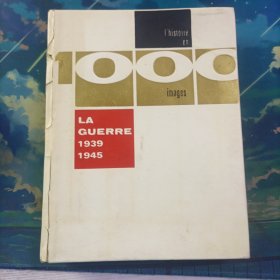 l'histoire
en
1000
images
LA
GUERRE
1939
1945